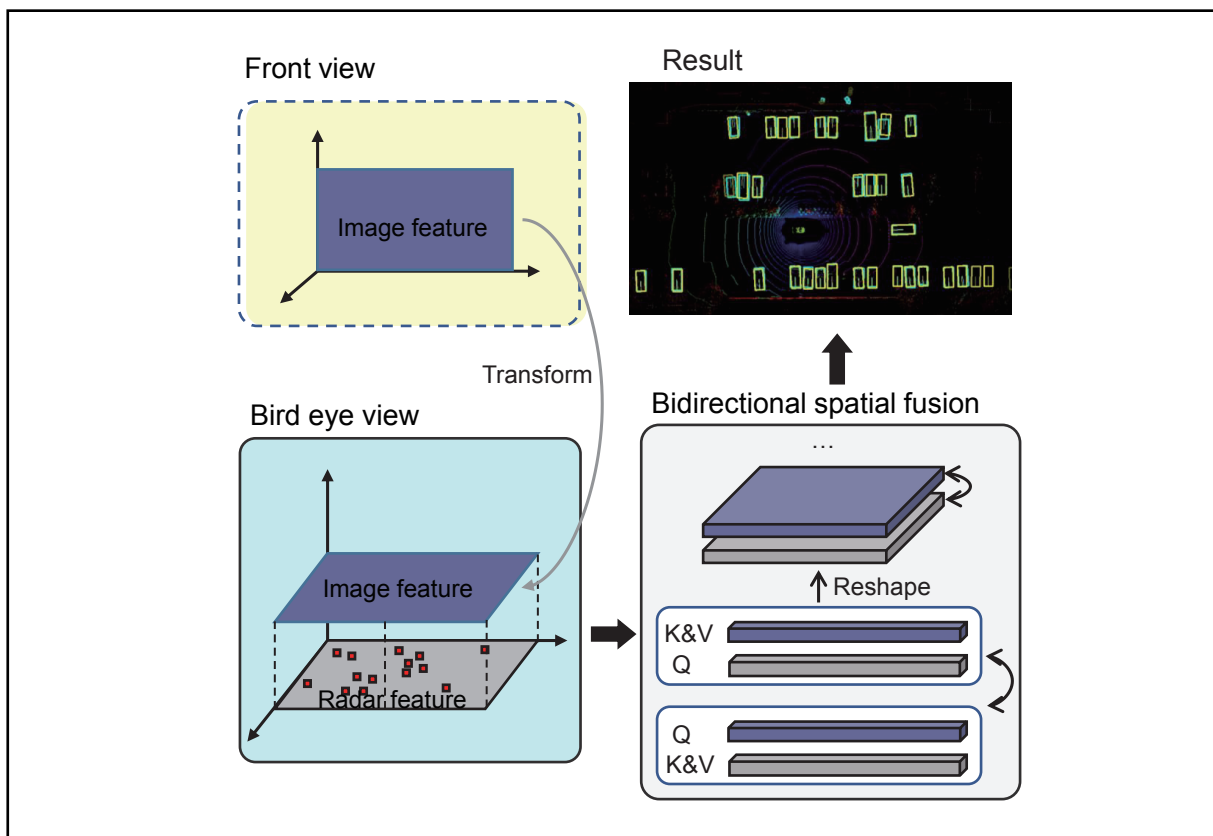 Front view
Image feature
Transform
Bird eye view
Image feature
Radar feature
Result
Bidirectional spatial fusion
...
Reshape
K&V
Q
Q
K&V